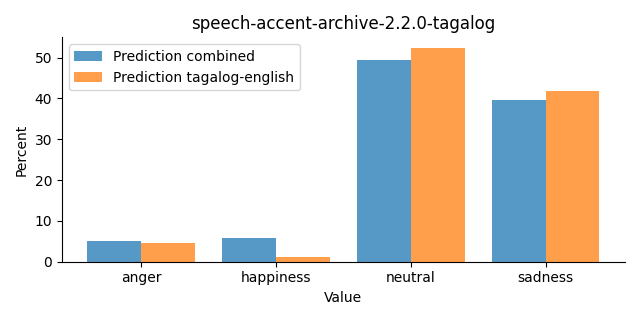 speech-accent-archive-2.2.0-tagalog
Prediction combined
Prediction tagalog-english
Percent
50
40
30
20
10
0
anger happiness neutral sadness
Value